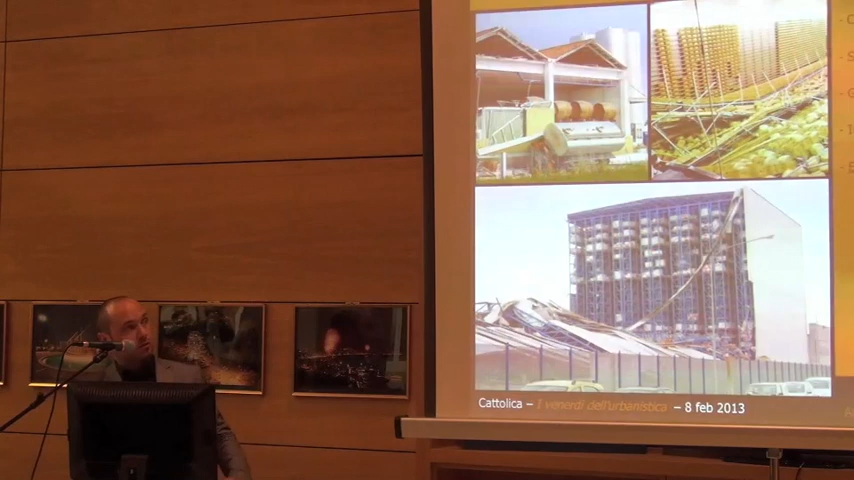 Cattolica – I venerdì dell'urbanistica – 8 feb 2013